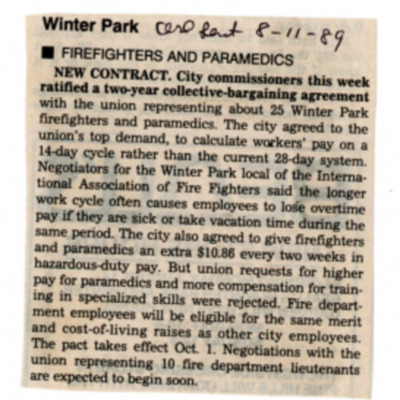 Winter Park 8-11-89
■ FIREFIGHTERS AND PARAMEDICS
NEW CONTRACT. City commissioners this week
ratified a two-year collective-bargaining agreement
with the union representing about 25 Winter Park
firefighters and paramedics. The city agreed to the
union's top demand, to calculate workers' pay on a
14-day cycle rather than the current 28-day system.
Negotiators for the Winter Park local of the Interna-
tional Association of Fire Fighters said the longer
work cycle often causes employees to lose overtime
pay if they are sick or take vacation time during the
same period. The city also agreed to give firefighters
and paramedics an extra $10.86 every two weeks in
hazardous-duty pay. But union requests for higher
pay for paramedics and more compensation for train-
ing in specialized skills were rejected. Fire depart-
ment employees will be eligible for the same merit
and cost-of-living raises as other city employees.
The pact takes effect Oct. 1. Negotiations with the
union representing 10 fire department lieutenants
are expected to begin soon.